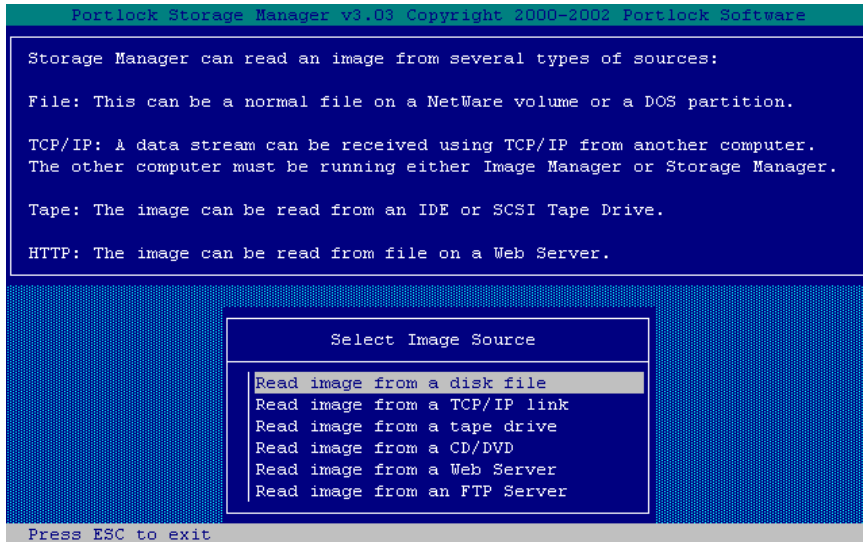 Portlock Storage Manager v3.03 Copyright 2000-2002 Portlock Software
Storage Manager can read an image from several types of sources:
File: This can be a normal file on a NetWare volume or a DOS partition.
TCP/IP: A data stream can be received using TCP/IP from another computer.
The other computer must be running either Image Manager or Storage Manager.
Tape: The image can be read from an IDE or SCSI Tape Drive.
HTTP: The image can be read from file on a Web Server.
Select Image Source
Read image from a disk file
Read image from a TCP/IP link
Read image from a tape drive
Read image from a CD/DVD
Read image from a Web Server
Read image from an FTP Server
Press ESC to exit